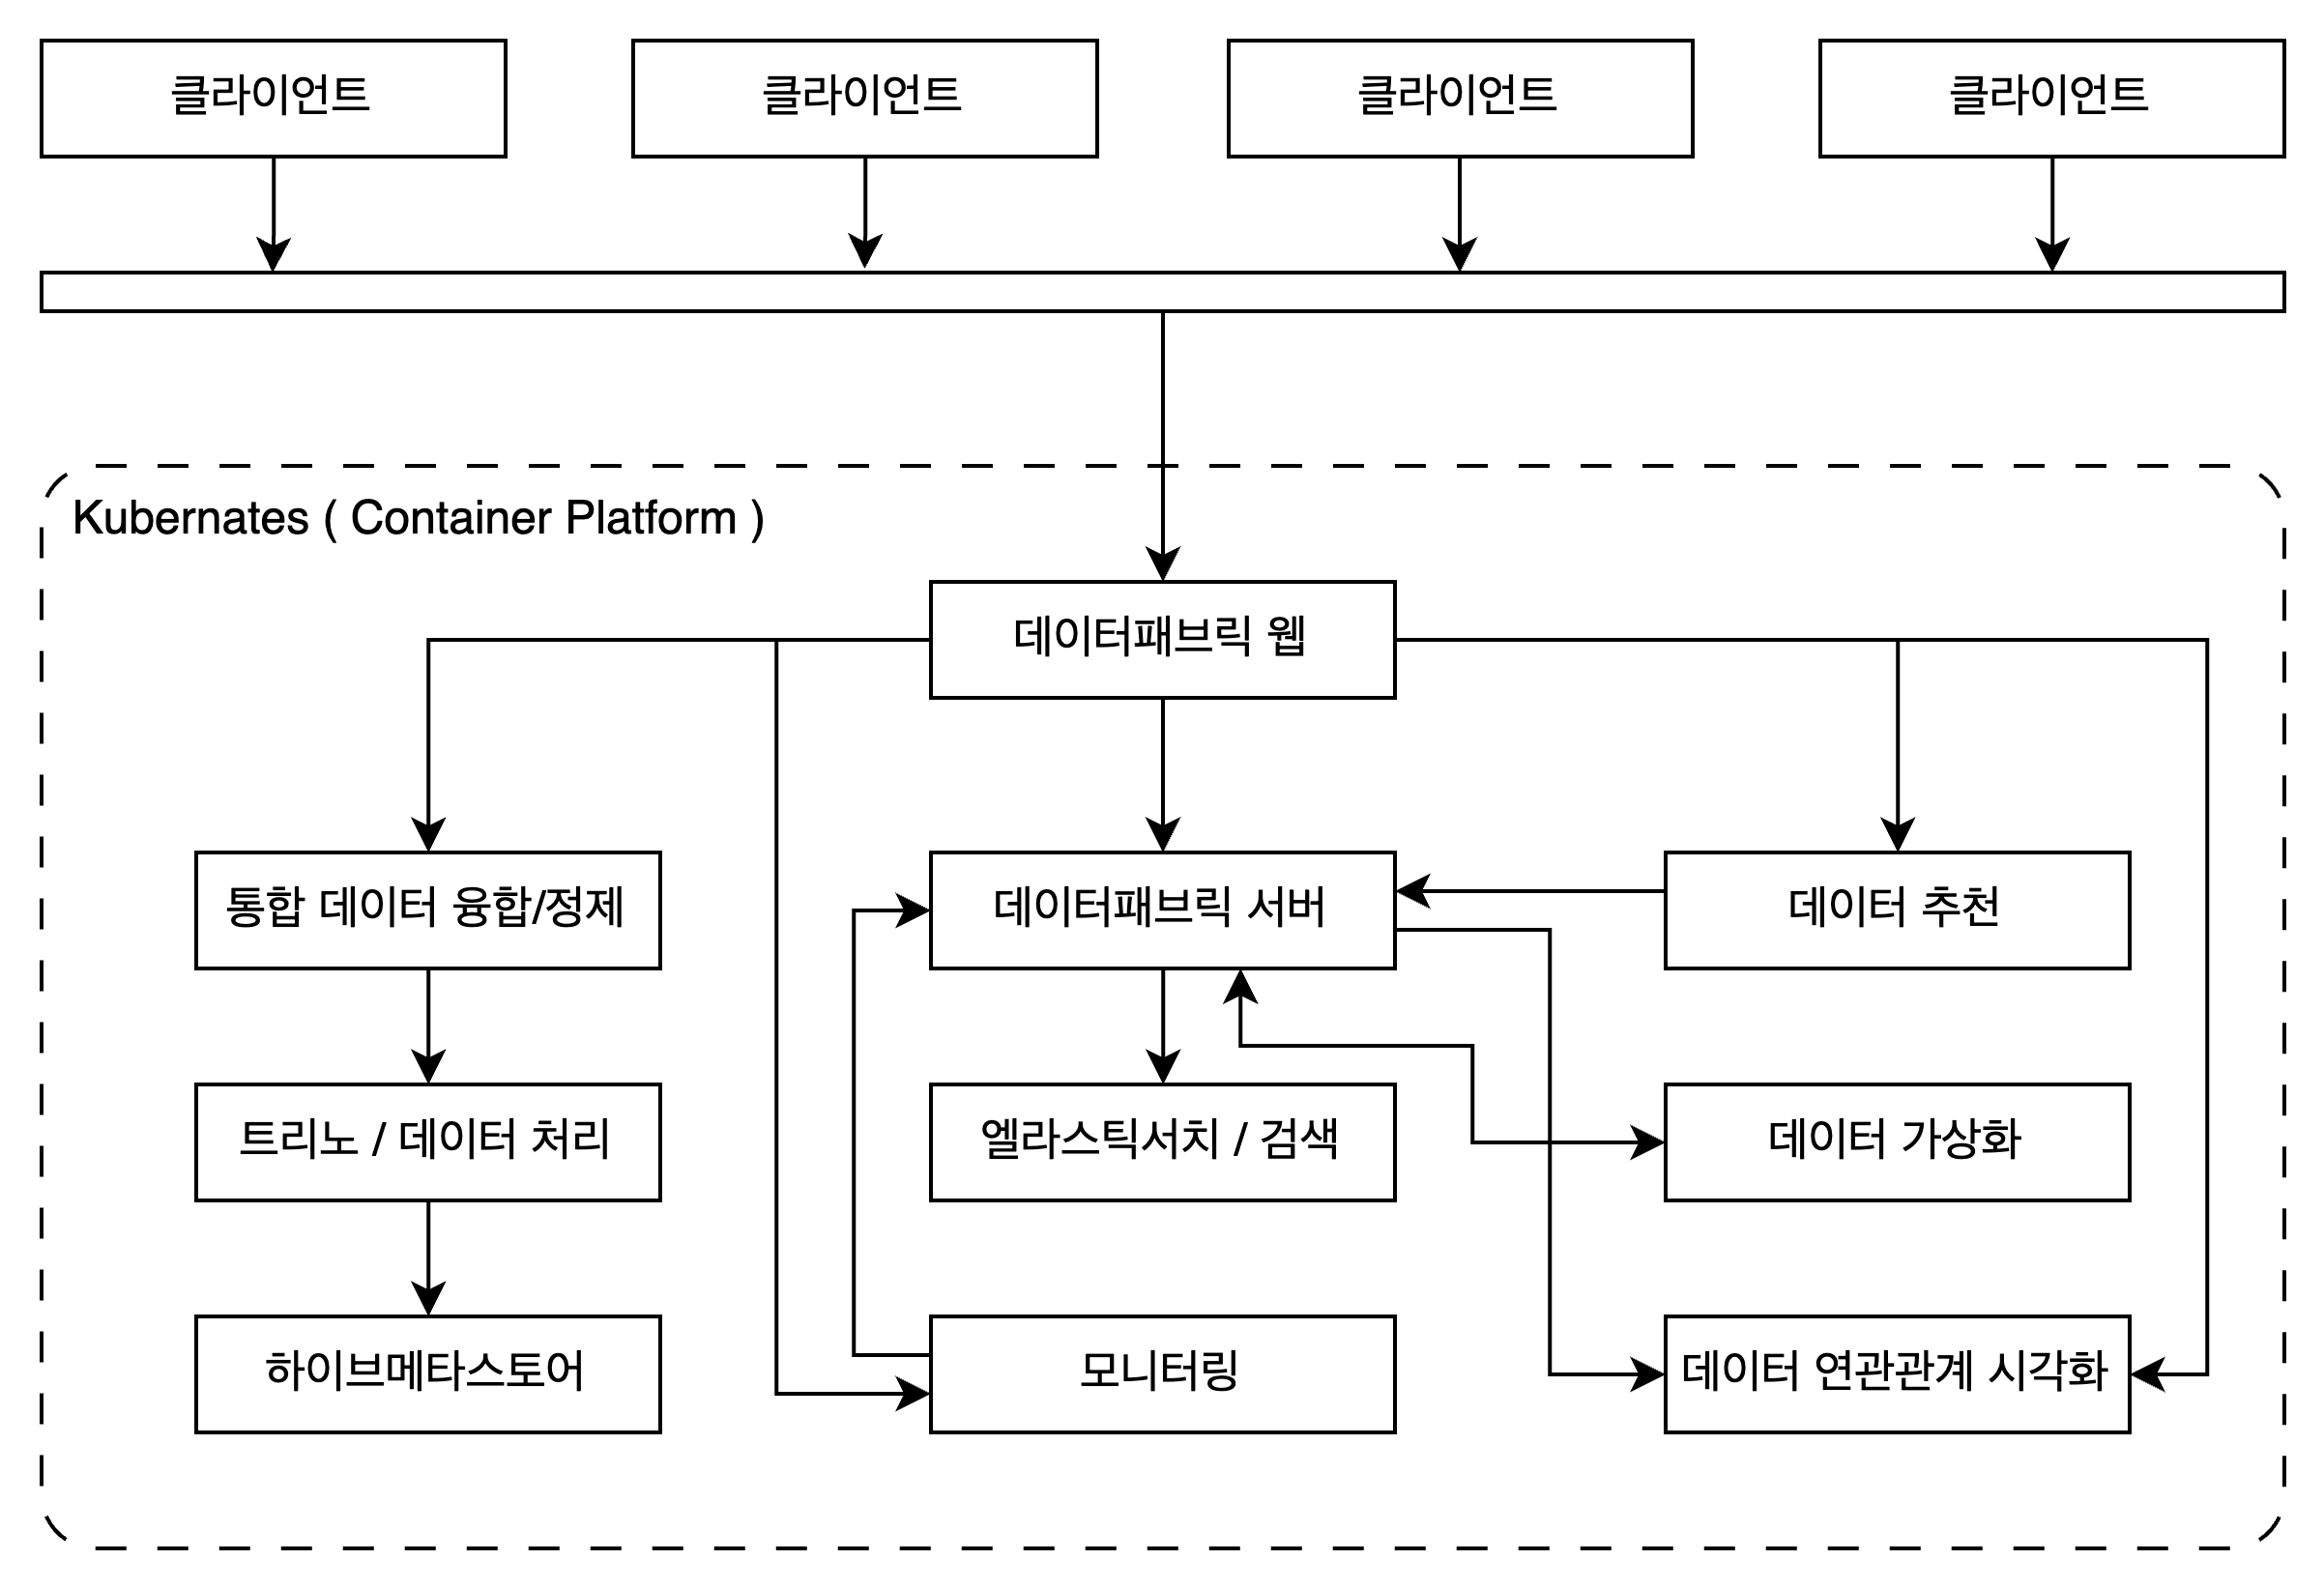 클라이언트
클라이언트
클라이언트
클라이언트
Kubernates ( Container Platform )
데이터패브릭 웹
통합 데이터 융합/정제
데이터패브릭 서버
데이터 추천
트리노 / 데이터 처리
엘라스틱서치 / 검색
데이터 가상화
하이브메타스토어
모니터링
데이터 연관관계 시각화